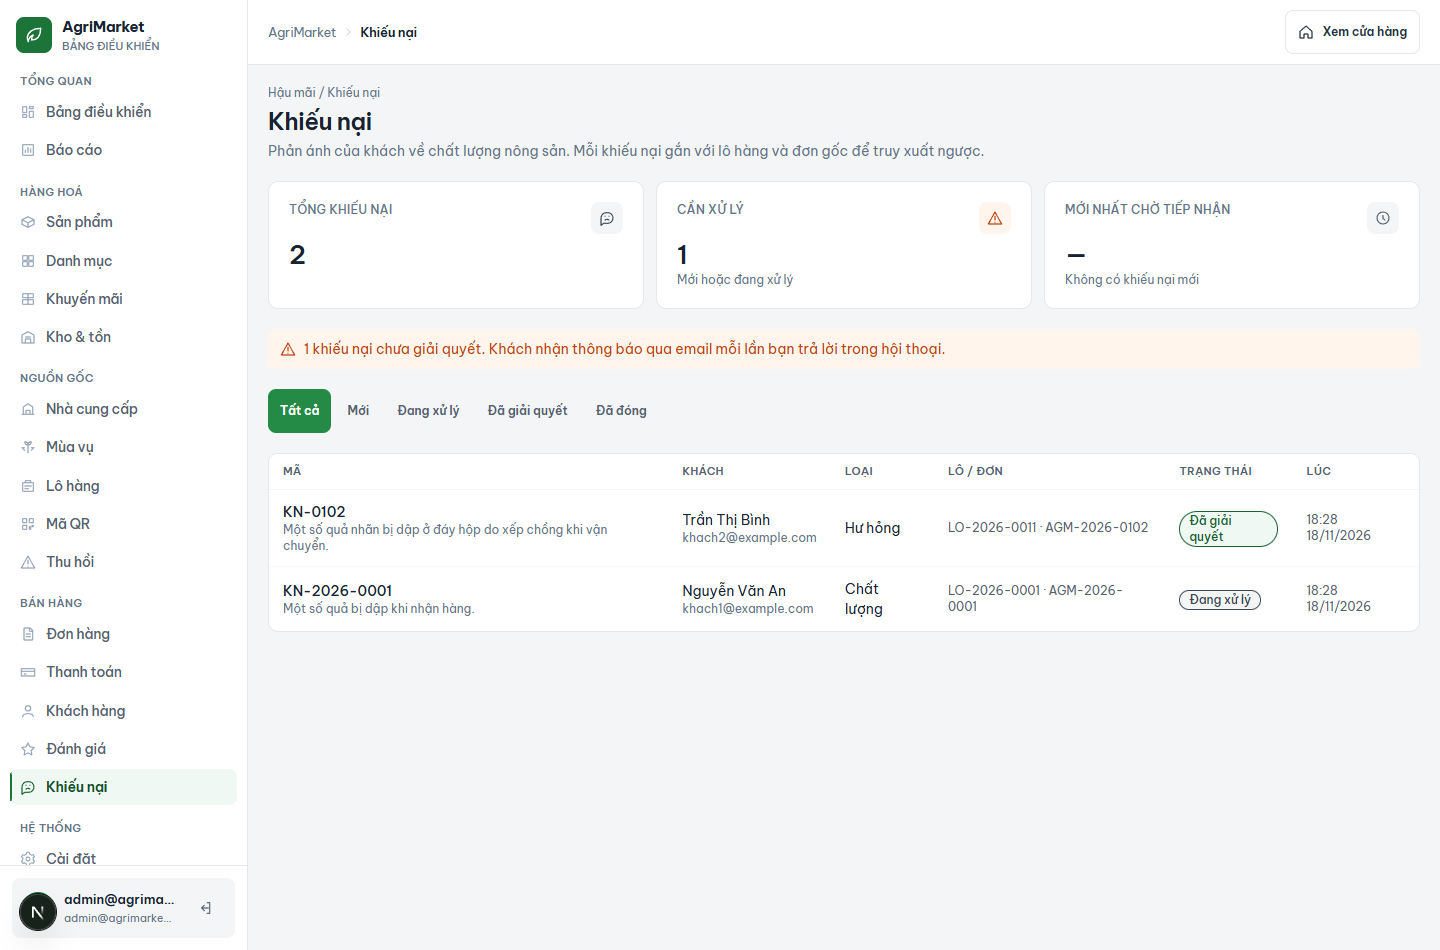 AgriMarket
BẢNG ĐIỀU KHIỂN
TỔNG QUAN
Bảng điều khiển
Báo cáo
HÀNG HOÁ
Sản phẩm
Danh mục
Khuyến mãi
Kho & tồn
NGUỒN GỐC
Nhà cung cấp
Mùa vụ
Lô hàng
Mã QR
Thu hồi
BÁN HÀNG
Đơn hàng
Thanh toán
Khách hàng
Đánh giá
Khiếu nại
HỆ THỐNG
Cài đặt
N
admin@agrima...
admin@agrimarke...
AgriMarket > Khiếu nại
Xem cửa hàng
Hậu mãi / Khiếu nại
Khiếu nại
Phản ánh của khách về chất lượng nông sản. Mỗi khiếu nại gắn với lô hàng và đơn gốc để truy xuất ngược.
TỔNG KHIẾU NẠI
2
CẦN XỬ LÝ
1
Mới hoặc đang xử lý
MỚI NHẤT CHỜ TIẾP NHẬN
—
Không có khiếu nại mới
1 khiếu nại chưa giải quyết. Khách nhận thông báo qua email mỗi lần bạn trả lời trong hội thoại.
Tất cả Mới Đang xử lý Đã giải quyết Đã đóng
MÃ KHÁCH LOẠI LÔ / ĐƠN TRẠNG THÁI LÚC
KN-0102
Một số quả nhãn bị dập ở đáy hộp do xếp chồng khi vận
chuyển.
Trần Thị Bình
khach2@example.com
Hư hỏng
LO-2026-0011 · AGM-2026-0102
Đã giải
quyết
18:28
18/11/2026
KN-2026-0001
Một số quả bị dập khi nhận hàng.
Nguyễn Văn An
khach1@example.com
Chất
lượng
LO-2026-0001 · AGM-2026-
0001
Đang xử lý
18:28
18/11/2026